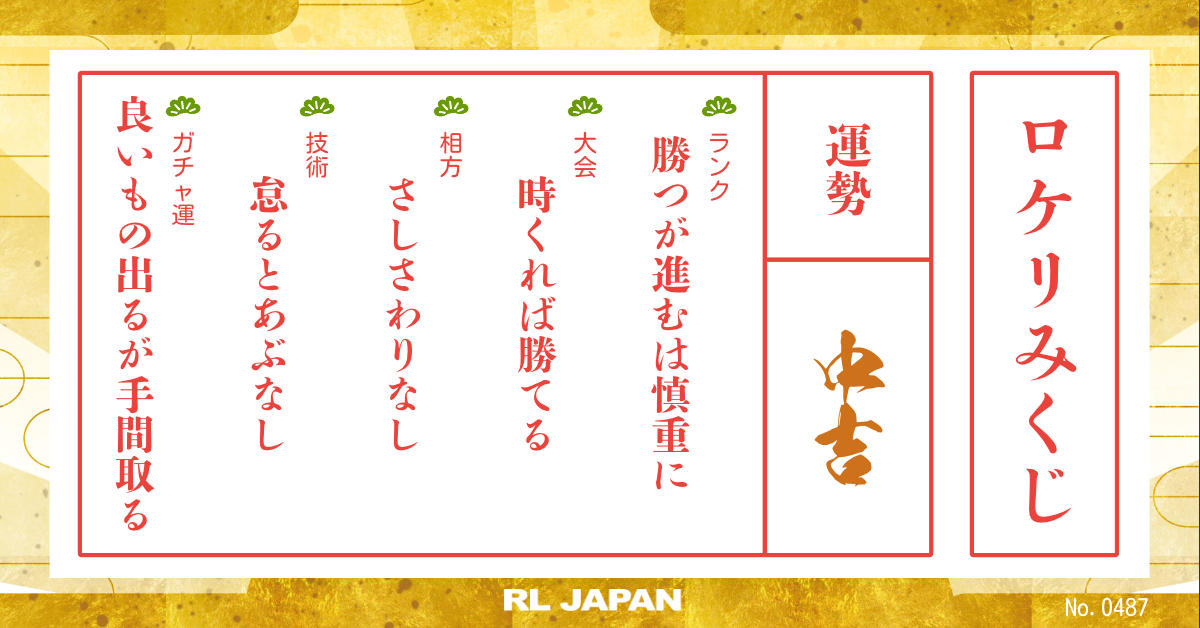 ロケリみくじ
運勢
中吉
ランク
勝つが進むは慎重に
大会
時くれば勝てる
相方
さしさわりなし
技術
怠るとあぶなし
ガチャ運
良いもの出るが手間取る
RL JAPAN
No. 0487